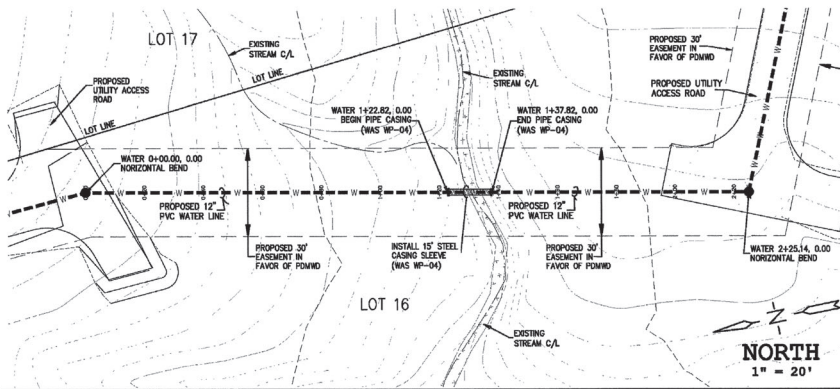 LOT 17
EXISTING
STREAM C/L
PROPOSED
UTILITY ACCESS
ROAD
LOT LINE
LOT LINE
WATER 0+00.00, 0.00
NORIZONTAL BEND
WATER 1+22.82, 0.00
BEGIN PIPE CASING
(WAS WP-04)
EXISTING
STREAM C/L
WATER 1+37.82, 0.00
END PIPE CASING
(WAS WP-04)
PROPOSED 30'
EASEMENT IN
FAVOR OF PDMWD
PROPOSED UTILITY
ACCESS ROAD
PROPOSED 12"
PVC WATER LINE
PROPOSED 12"
PVC WATER LINE
PROPOSED 30'
EASEMENT IN
FAVOR OF PDMWD
INSTALL 15' STEEL
CASING SLEEVE
(WAS WP-04)
PROPOSED 30'
EASEMENT IN
FAVOR OF PDMWD
WATER 2+25.14, 0.00
NORIZONTAL BEND
LOT 16
EXISTING
STREAM C/L
N
NORTH
1" = 20'